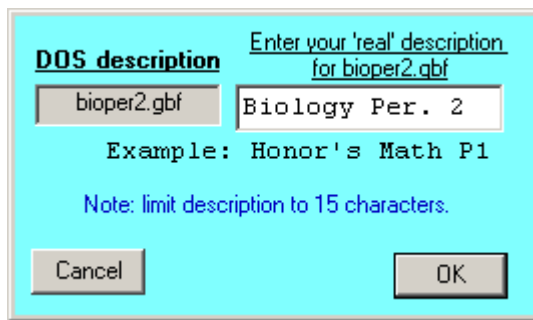 DOS description
Enter your 'real' description
for bioper2.gbf
bioper2.gbf
Biology Per. 2
Example: Honor's Math P1
Note: limit description to 15 characters.
Cancel
OK